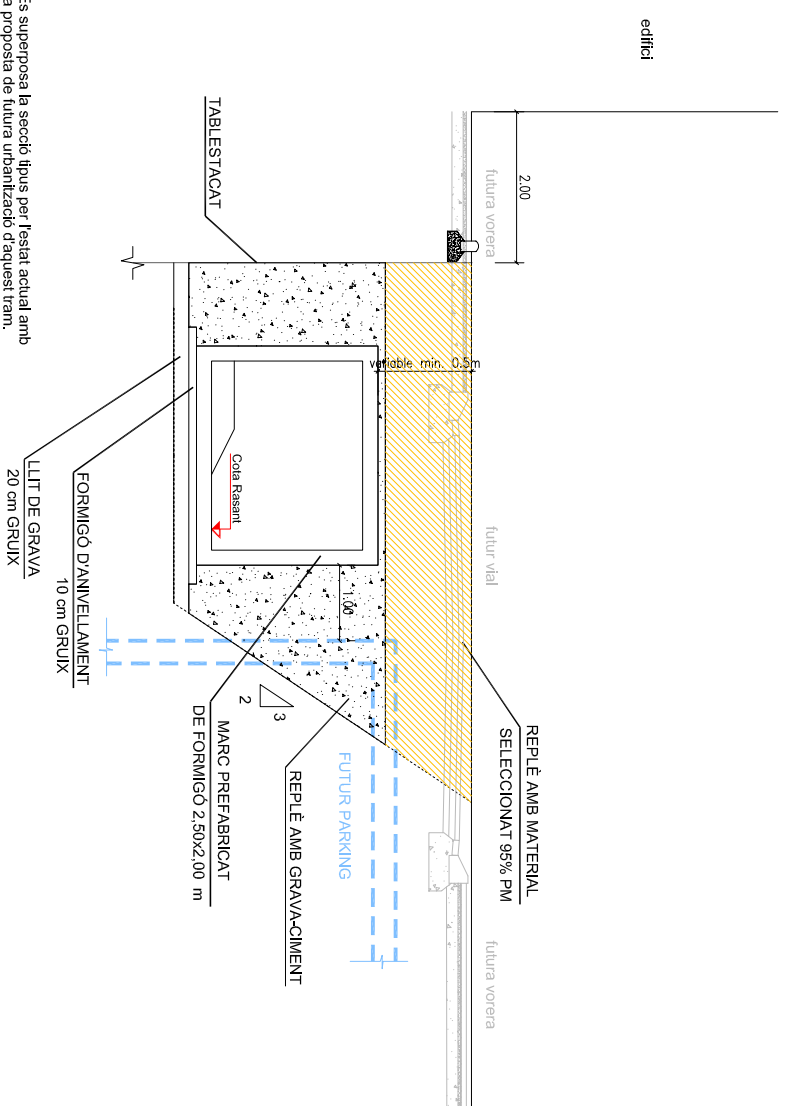 edifici
2.00
futura vorera
futur vial
futura vorera
TABLESTACAT
variable min. 0.5m
Cota Rasant
1.00
REPLÈ AMB MATERIAL
SELECCIONAT 95% PM
FUTUR PARKING
3
2
REPLÈ AMB GRAVA-CIMENT
MARC PREFABRICAT
DE FORMIGÓ 2,50x2,00 m
FORMIGÓ D'ANIVELLAMENT
10 cm GRUIX
LLIT DE GRAVA
20 cm GRUIX
Es superposa la secció tipus per l'estat actual amb
a proposta de futura urbanització d'aquest tram.